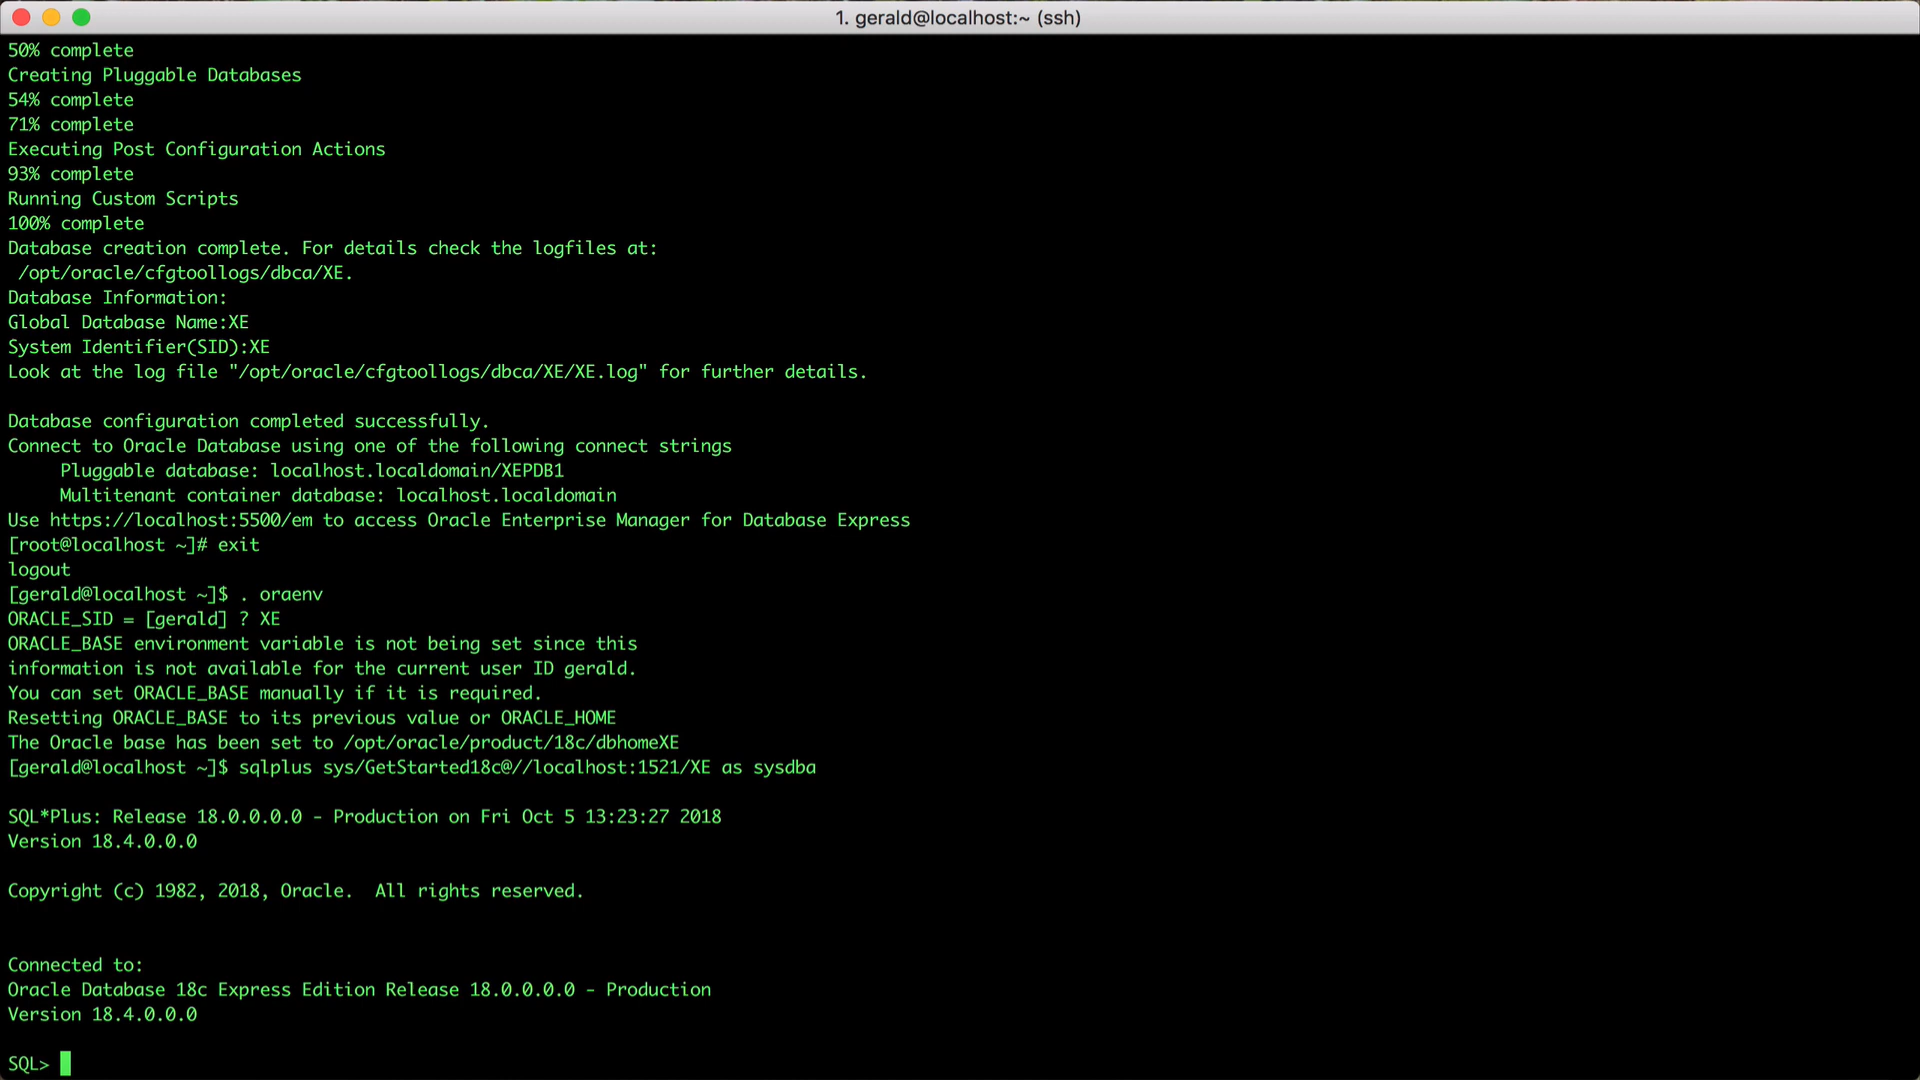 1. gerald@localhost:~ (ssh)
50% complete
Creating Pluggable Databases
54% complete
71% complete
Executing Post Configuration Actions
93% complete
Running Custom Scripts
100% complete
Database creation complete. For details check the logfiles at:
 /opt/oracle/cfgtoollogs/dbca/XE.
Database Information:
Global Database Name:XE
System Identifier(SID):XE
Look at the log file "/opt/oracle/cfgtoollogs/dbca/XE/XE.log" for further details.
Database configuration completed successfully.
Connect to Oracle Database using one of the following connect strings
     Pluggable database: localhost.localdomain/XEPDB1
     Multitenant container database: localhost.localdomain
Use https://localhost:5500/em to access Oracle Enterprise Manager for Database Express
[root@localhost ~]# exit
logout
[gerald@localhost ~]$ . oraenv
ORACLE_SID = [gerald] ? XE
ORACLE_BASE environment variable is not being set since this
information is not available for the current user ID gerald.
You can set ORACLE_BASE manually if it is required.
Resetting ORACLE_BASE to its previous value or ORACLE_HOME
The Oracle base has been set to /opt/oracle/product/18c/dbhomeXE
[gerald@localhost ~]$ sqlplus sys/GetStarted18c@//localhost:1521/XE as sysdba
SQL*Plus: Release 18.0.0.0.0 - Production on Fri Oct 5 13:23:27 2018
Version 18.4.0.0.0
Copyright (c) 1982, 2018, Oracle.  All rights reserved.
Connected to:
Oracle Database 18c Express Edition Release 18.0.0.0.0 - Production
Version 18.4.0.0.0
SQL>